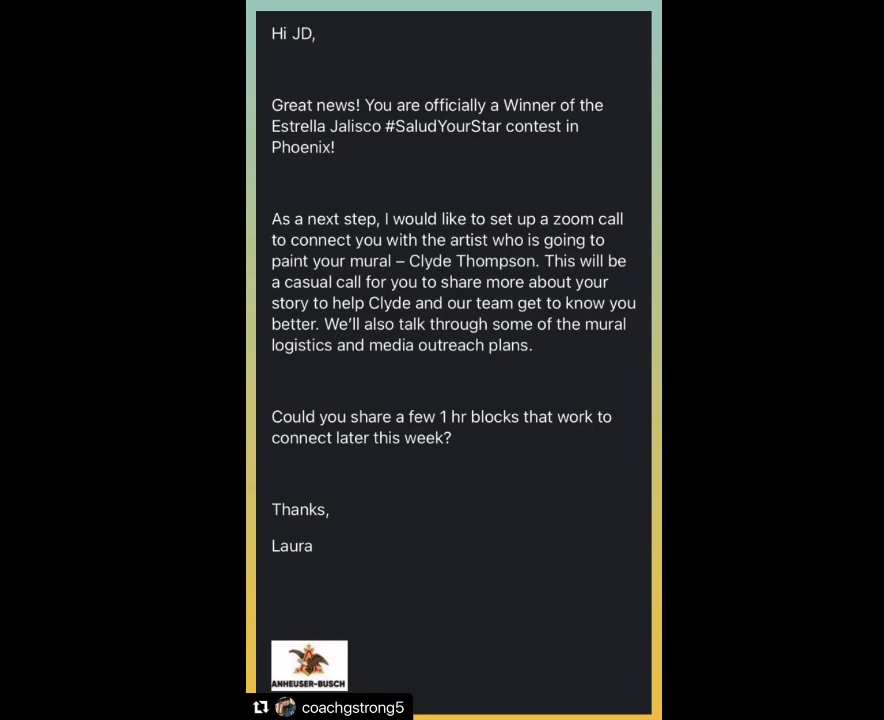 Hi JD,
Great news! You are officially a Winner of the
Estrella Jalisco #SaludYourStar contest in
Phoenix!
As a next step, I would like to set up a zoom call
to connect you with the artist who is going to
paint your mural – Clyde Thompson. This will be
a casual call for you to share more about your
story to help Clyde and our team get to know you
better. We’ll also talk through some of the mural
logistics and media outreach plans.
Could you share a few 1 hr blocks that work to
connect later this week?
Thanks,
Laura
ANHEUSER-BUSCH
coachgstrong5